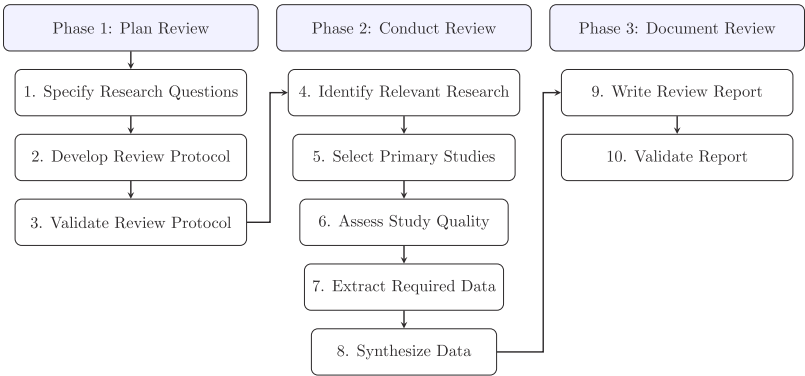 Phase 1: Plan Review
1. Specify Research Questions
2. Develop Review Protocol
3. Validate Review Protocol
Phase 2: Conduct Review
4. Identify Relevant Research
5. Select Primary Studies
6. Assess Study Quality
7. Extract Required Data
8. Synthesize Data
Phase 3: Document Review
9. Write Review Report
10. Validate Report